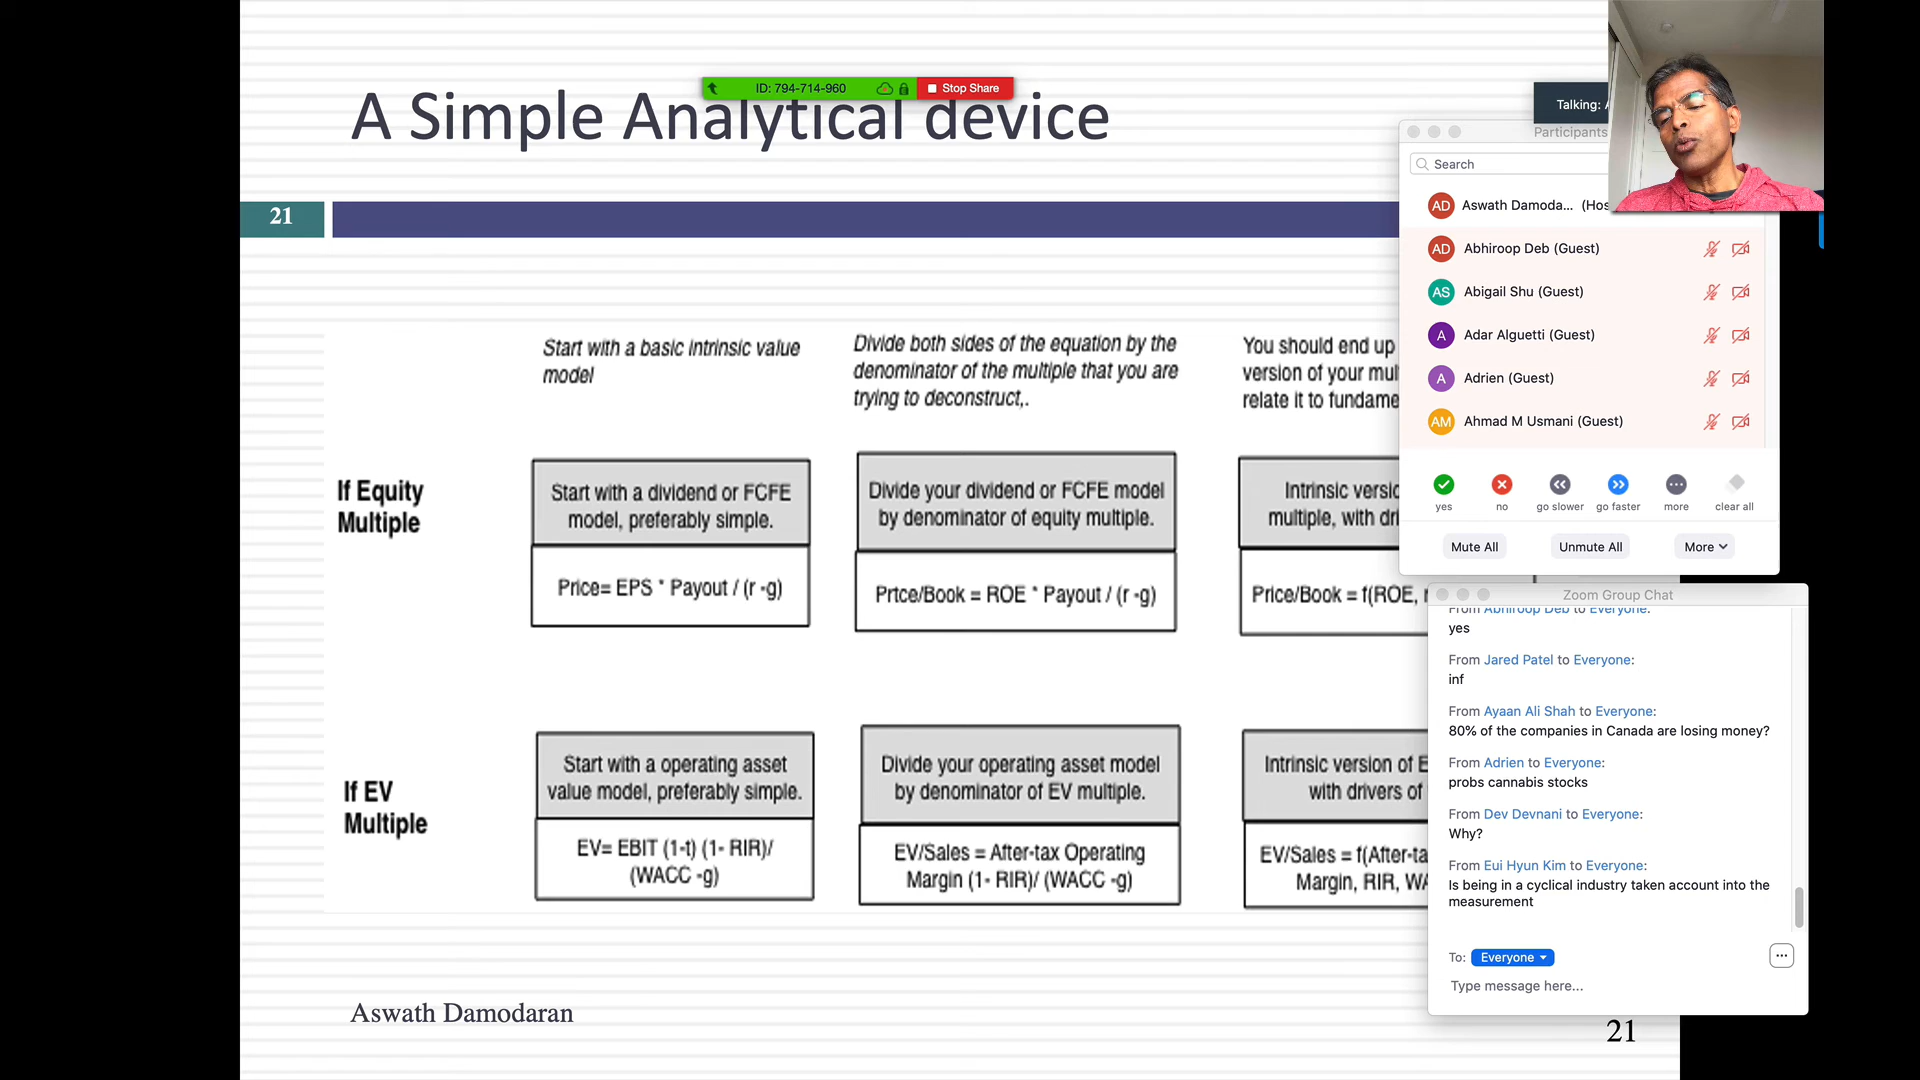 A Simple Analytical device
ID: 794-714-960
Stop Share
21
Start with a basic intrinsic value
model
Divide both sides of the equation by the
denominator of the multiple that you are
trying to deconstruct,.
You should end up
version of your mul
relate it to fundame
If Equity
Multiple
Start with a dividend or FCFE
model, preferably simple.
Price= EPS * Payout / (r -g)
Divide your dividend or FCFE model
by denominator of equity multiple.
Price/Book = ROE * Payout / (r -g)
Intrinsic versio
multiple, with dri
Price/Book = f(ROE,
If EV
Multiple
Start with a operating asset
value model, preferably simple.
EV= EBIT (1-t) (1- RIR)/
(WACC -g)
Divide your operating asset model
by denominator of EV multiple.
EV/Sales = After-tax Operating
Margin (1- RIR)/ (WACC -g)
Intrinsic version of E
with drivers of
EV/Sales = f(After-ta
Margin, RIR, WA
Aswath Damodaran
21
Talking:
Participants
Search
AD Aswath Damoda... (Hos
AD Abhiroop Deb (Guest)
AS Abigail Shu (Guest)
A Adar Alguetti (Guest)
A Adrien (Guest)
AM Ahmad M Usmani (Guest)
yes no go slower go faster more clear all
Mute All Unmute All More
Zoom Group Chat
From Abhiroop Deb to Everyone:
yes
From Jared Patel to Everyone:
inf
From Ayaan Ali Shah to Everyone:
80% of the companies in Canada are losing money?
From Adrien to Everyone:
probs cannabis stocks
From Dev Devnani to Everyone:
Why?
From Eui Hyun Kim to Everyone:
Is being in a cyclical industry taken account into the
measurement
To: Everyone
Type message here...